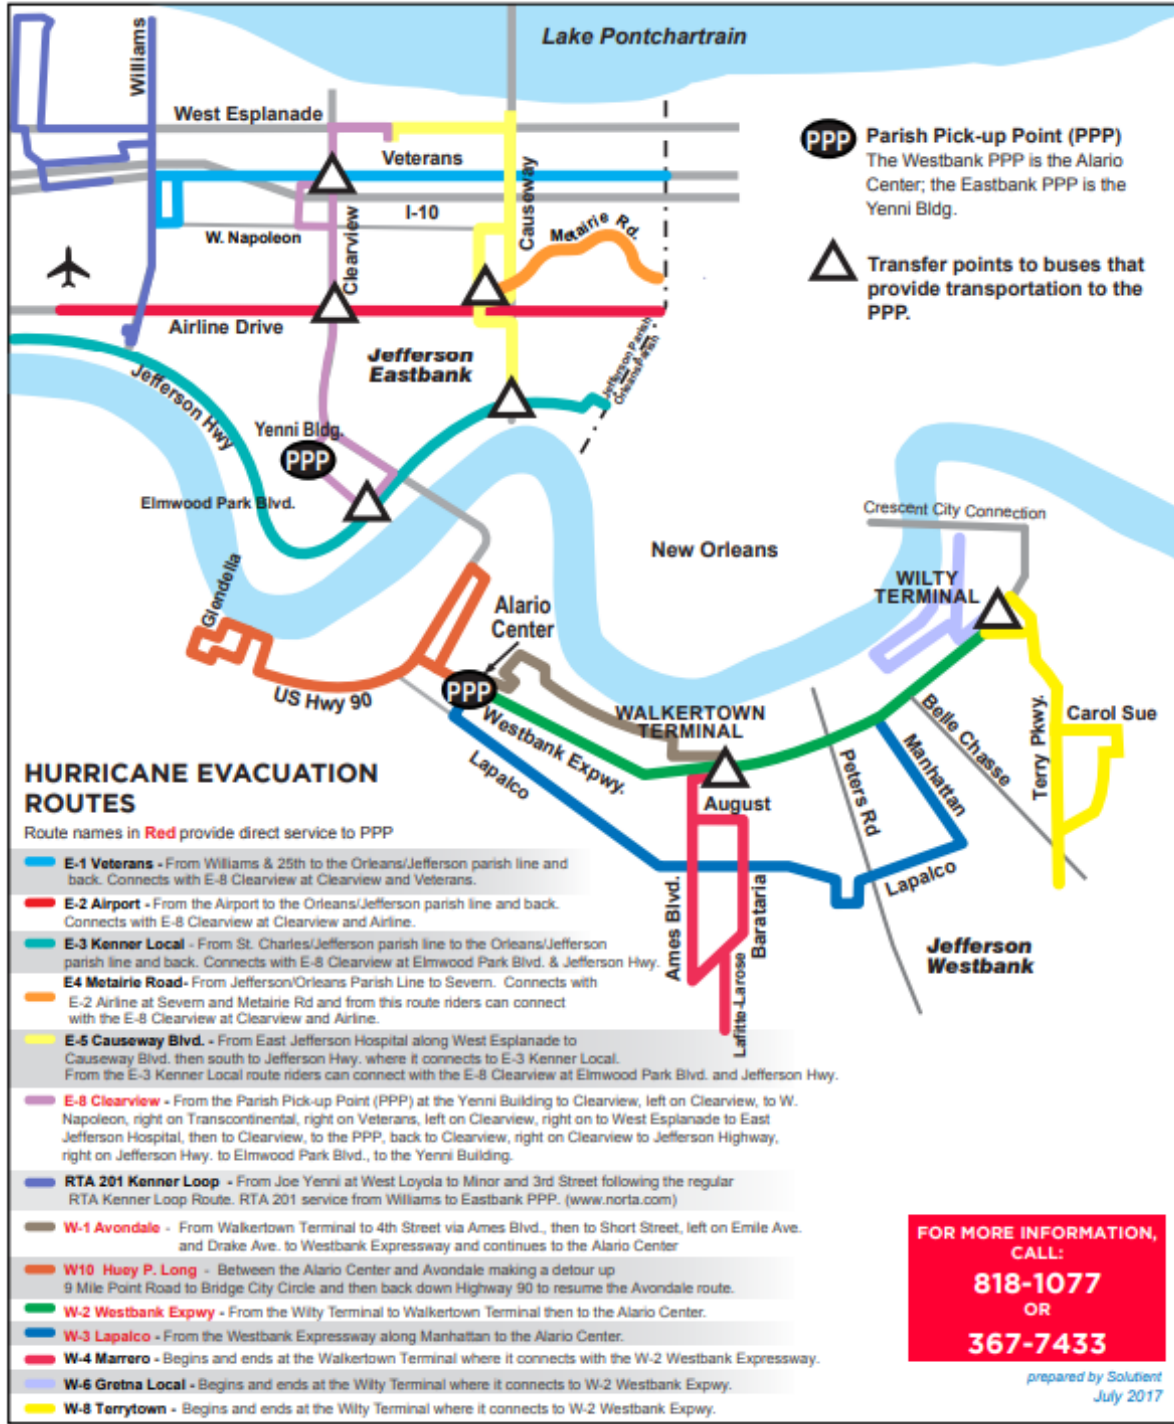 Lake Pontchartrain
Williams
West Esplanade
Veterans
Causeway
I-10
Metairie Rd.
W. Napoleon
Clearview
Airline Drive
Jefferson
Eastbank
Jefferson Parish
Orleans Parish
Jefferson Hwy
Yenni Bldg.
PPP
Elmwood Park Blvd.
PPP
Parish Pick-up Point (PPP)
The Westbank PPP is the Alario
Center; the Eastbank PPP is the
Yenni Bldg.
Transfer points to buses that
provide transportation to the
PPP.
Crescent City Connection
New Orleans
WILTY
TERMINAL
Glendella
Alario
Center
PPP
US Hwy 90
Westbank Expwy.
WALKERTOWN
TERMINAL
Lapalco
August
Peters Rd
Manhattan
Belle Chasse
Terry Pkwy.
Carol Sue
Lapalco
Ames Blvd.
Barataria
Lafitte-Larose
Jefferson
Westbank
HURRICANE EVACUATION
ROUTES
Route names in Red provide direct service to PPP
E-1 Veterans - From Williams & 25th to the Orleans/Jefferson parish line and
back. Connects with E-8 Clearview at Clearview and Veterans.
E-2 Airport - From the Airport to the Orleans/Jefferson parish line and back.
Connects with E-8 Clearview at Clearview and Airline.
E-3 Kenner Local - From St. Charles/Jefferson parish line to the Orleans/Jefferson
parish line and back. Connects with E-8 Clearview at Elmwood Park Blvd. & Jefferson Hwy.
E4 Metairie Road- From Jefferson/Orleans Parish Line to Severn. Connects with
E-2 Airline at Severn and Metairie Rd and from this route riders can connect
with the E-8 Clearview at Clearview and Airline.
E-5 Causeway Blvd. - From East Jefferson Hospital along West Esplanade to
Causeway Blvd. then south to Jefferson Hwy. where it connects to E-3 Kenner Local.
From the E-3 Kenner Local route riders can connect with the E-8 Clearview at Elmwood Park Blvd. and Jefferson Hwy.
E-8 Clearview - From the Parish Pick-up Point (PPP) at the Yenni Building to Clearview, left on Clearview, to W.
Napoleon, right on Transcontinental, right on Veterans, left on Clearview, right on to West Esplanade to East
Jefferson Hospital, then to Clearview, to the PPP, back to Clearview, right on Clearview to Jefferson Highway,
right on Jefferson Hwy. to Elmwood Park Blvd., to the Yenni Building.
RTA 201 Kenner Loop - From Joe Yenni at West Loyola to Minor and 3rd Street following the regular
RTA Kenner Loop Route. RTA 201 service from Williams to Eastbank PPP. (www.norta.com)
W-1 Avondale - From Walkertown Terminal to 4th Street via Ames Blvd., then to Short Street, left on Emile Ave.
and Drake Ave. to Westbank Expressway and continues to the Alario Center
W10 Huey P. Long - Between the Alario Center and Avondale making a detour up
9 Mile Point Road to Bridge City Circle and then back down Highway 90 to resume the Avondale route.
W-2 Westbank Expwy - From the Wilty Terminal to Walkertown Terminal then to the Alario Center.
W-3 Lapalco - From the Westbank Expressway along Manhattan to the Alario Center.
W-4 Marrero - Begins and ends at the Walkertown Terminal where it connects with the W-2 Westbank Expressway.
W-6 Gretna Local - Begins and ends at the Wilty Terminal where it connects to W-2 Westbank Expwy.
W-8 Terrytown - Begins and ends at the Wilty Terminal where it connects to W-2 Westbank Expwy.
FOR MORE INFORMATION,
CALL:
818-1077
OR
367-7433
prepared by Solutient
July 2017